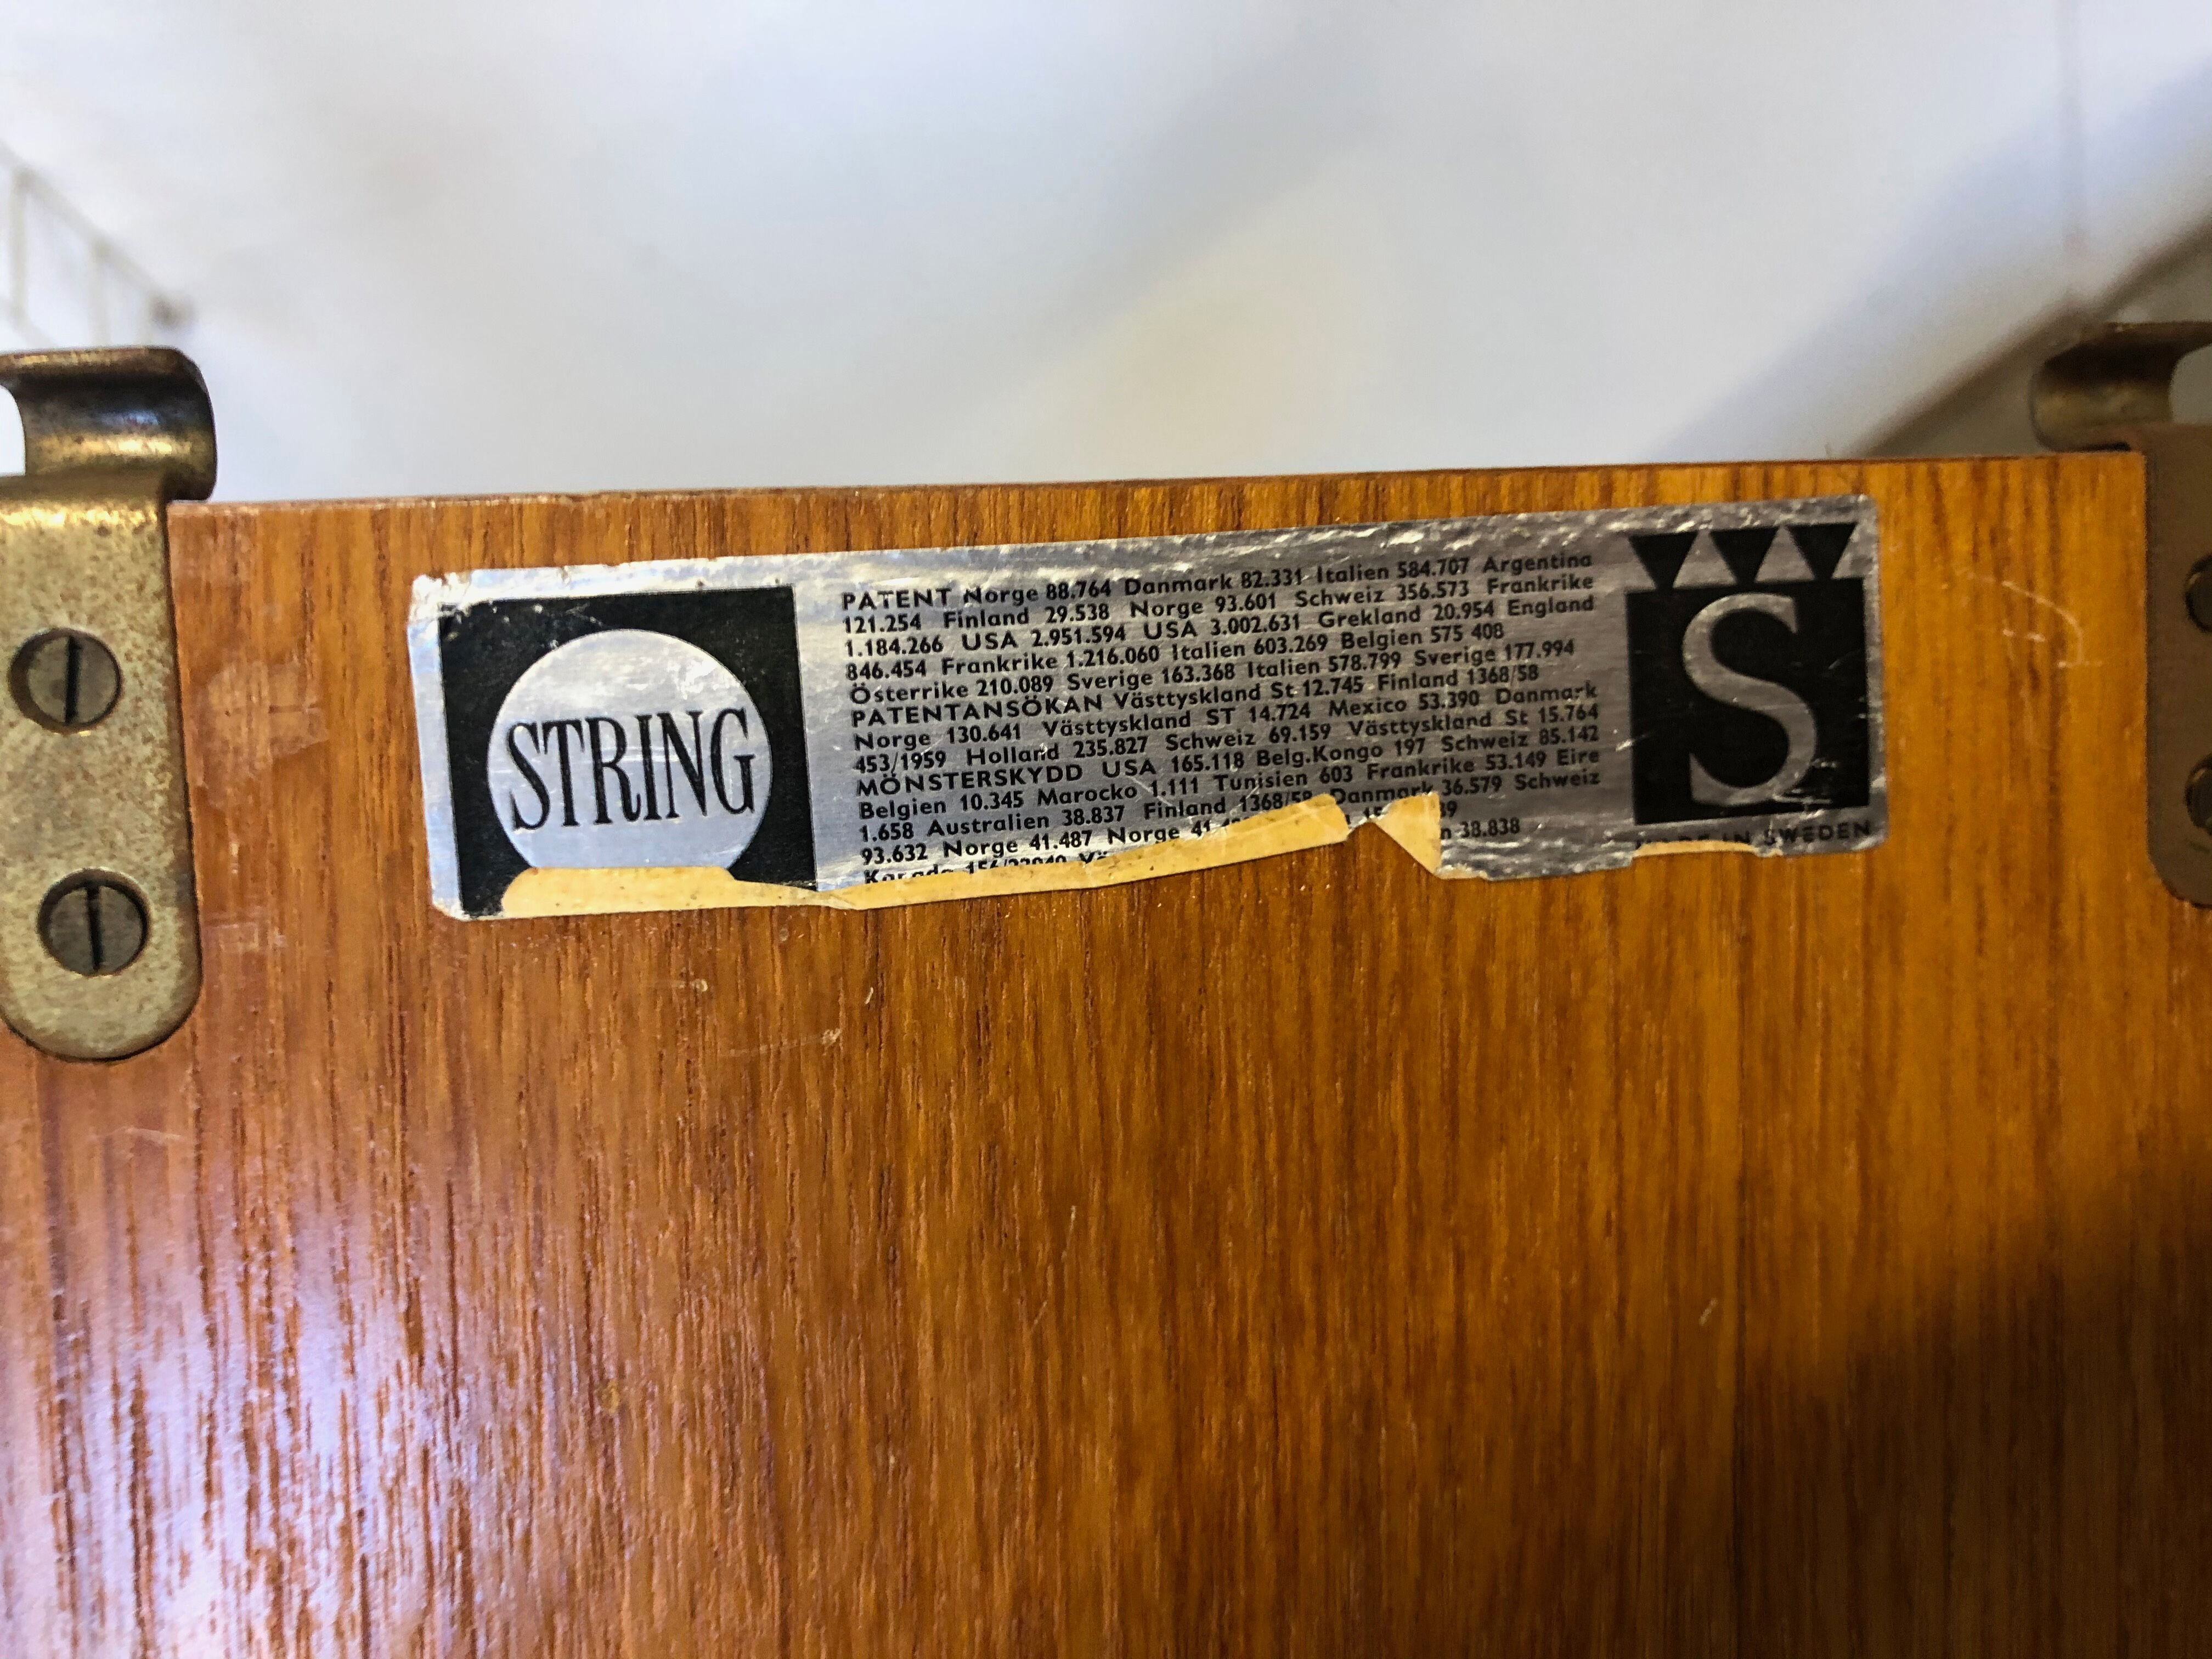 STRING
PATENT Norge 88.764 Danmark 82.331 Italien 584.707 Argentina
121.254 Finland 29.538 Norge 93.601 Schweiz 356.573 Frankrike
1.184.266 USA 2.951.594 USA 3.002.631 Grekland 20.954 England
846.454 Frankrike 1.216.060 Italien 603.269 Belgien 575 408
Österrike 210.089 Sverige 163.368 Italien 578.799 Sverige 177.994
PATENTANSÖKAN Västtyskland St 12.745 Finland 1368/58
Norge 130.641 Västtyskland ST 14.724 Mexico 53.390 Danmark
453/1959 Holland 235.827 Schweiz 69.159 Västtyskland St 15.764
MÖNSTERSKYDD USA 165.118 Belg.Kongo 197 Schweiz 85.142
Belgien 10.345 Marocko 1.111 Tunisien 603 Frankrike 53.149 Eire
1.658 Australien 38.837 Finland 1368/58 Danmark 36.579 Schweiz
93.632 Norge 41.487 Norge
38.838
S
IN SWEDEN